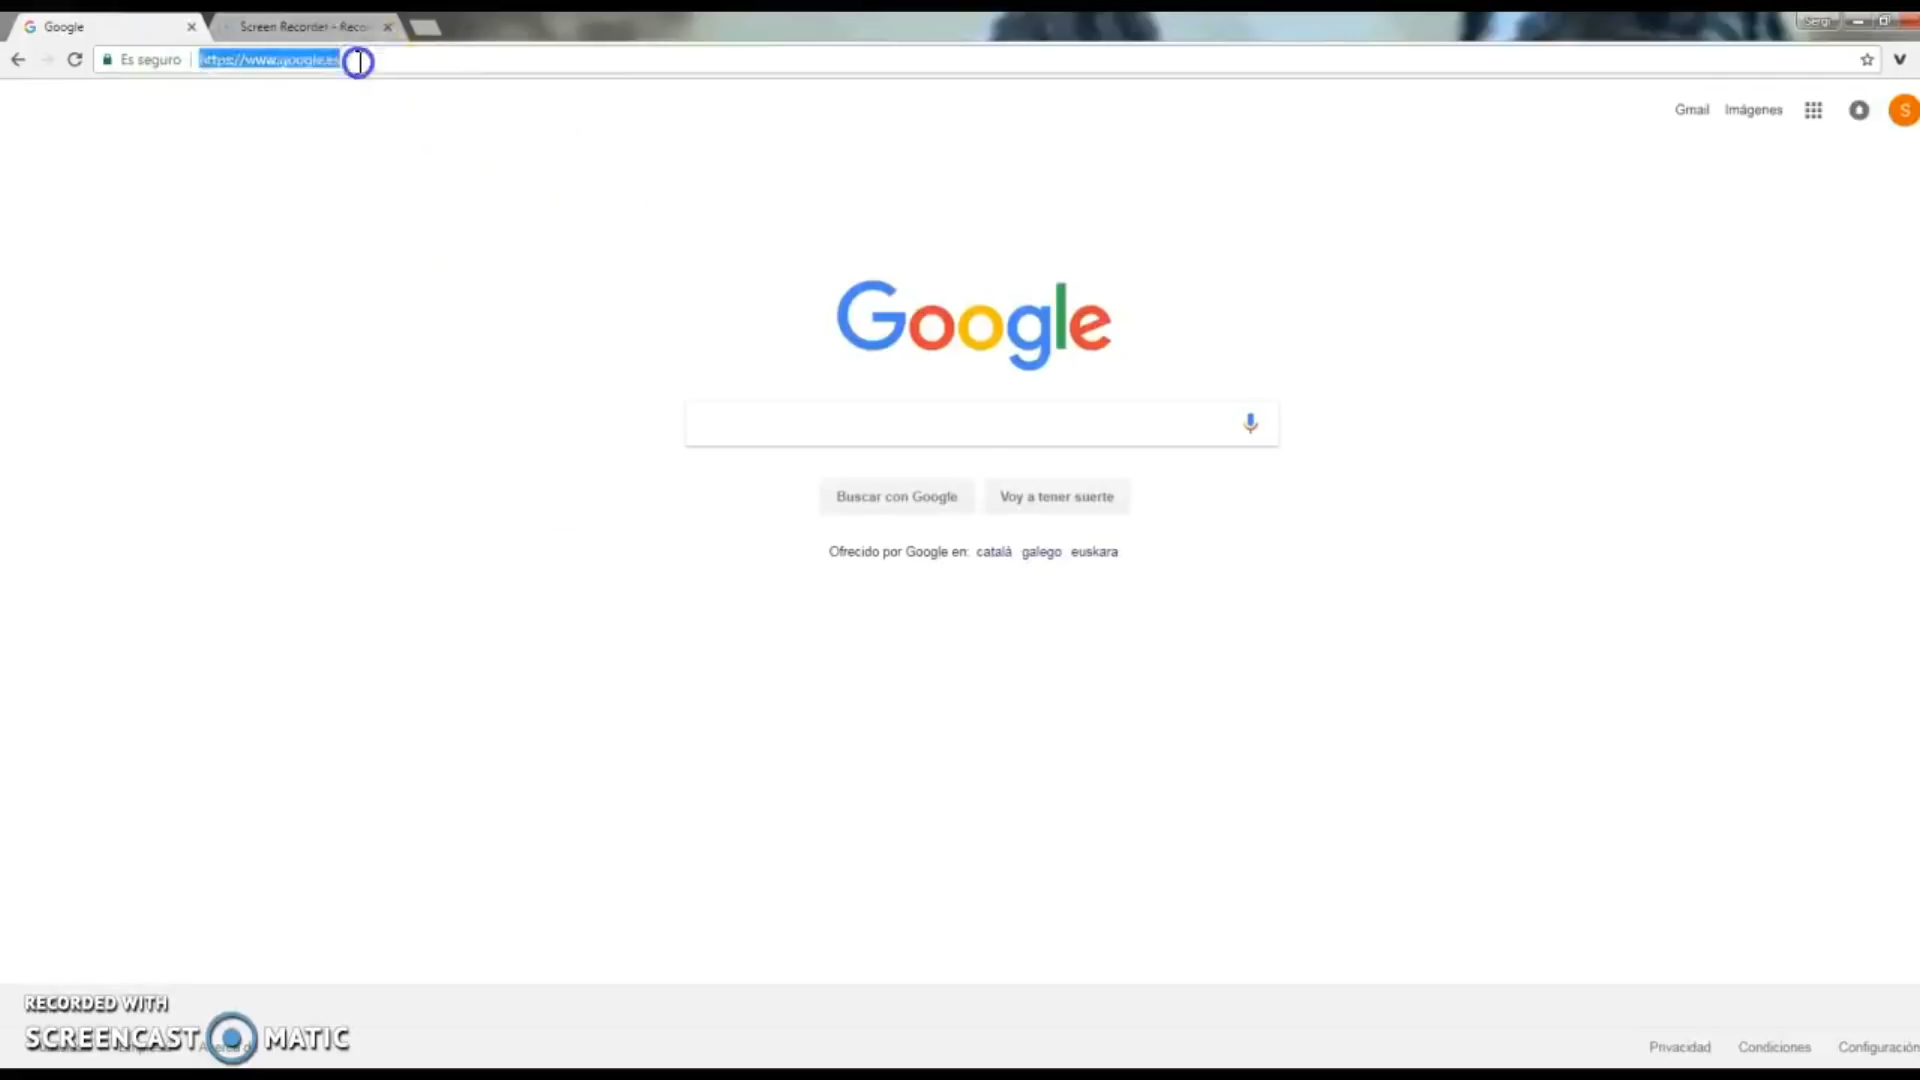 Google
Screen Recorder - Reco
Sergi
Es seguro
https://www.google.es
Gmail
Imágenes
S
Google
Buscar con Google
Voy a tener suerte
Ofrecido por Google en: català galego euskara
RECORDED WITH
SCREENCAST MATIC
Privacidad
Condiciones
Configuración